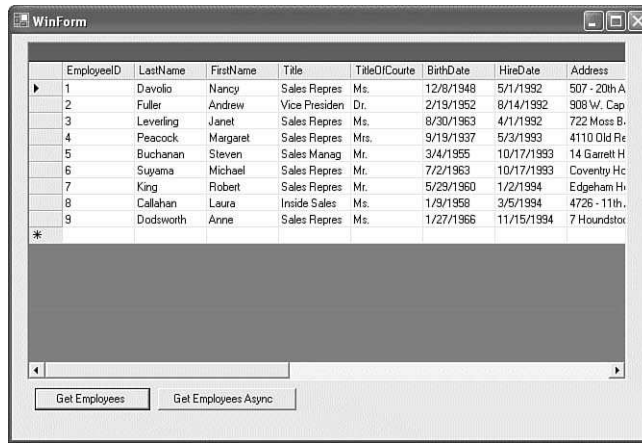 WinForm
EmployeeID LastName FirstName Title TitleOfCourte BirthDate HireDate Address
1 Davolio Nancy Sales Repres Ms. 12/8/1948 5/1/1992 507 - 20th A
2 Fuller Andrew Vice Presiden Dr. 2/19/1952 8/14/1992 908 W. Cap
3 Leverling Janet Sales Repres Ms. 8/30/1963 4/1/1992 722 Moss B
4 Peacock Margaret Sales Repres Mrs. 9/19/1937 5/3/1993 4110 Old Re
5 Buchanan Steven Sales Manag Mr. 3/4/1955 10/17/1993 14 Garrett H
6 Suyama Michael Sales Repres Mr. 7/2/1963 10/17/1993 Coventry Ho
7 King Robert Sales Repres Mr. 5/29/1960 1/2/1994 Edgeham H
8 Callahan Laura Inside Sales Ms. 1/9/1958 3/5/1994 4726 - 11th
9 Dodsworth Anne Sales Repres Ms. 1/27/1966 11/15/1994 7 Houndstoo
Get Employees Get Employees Async